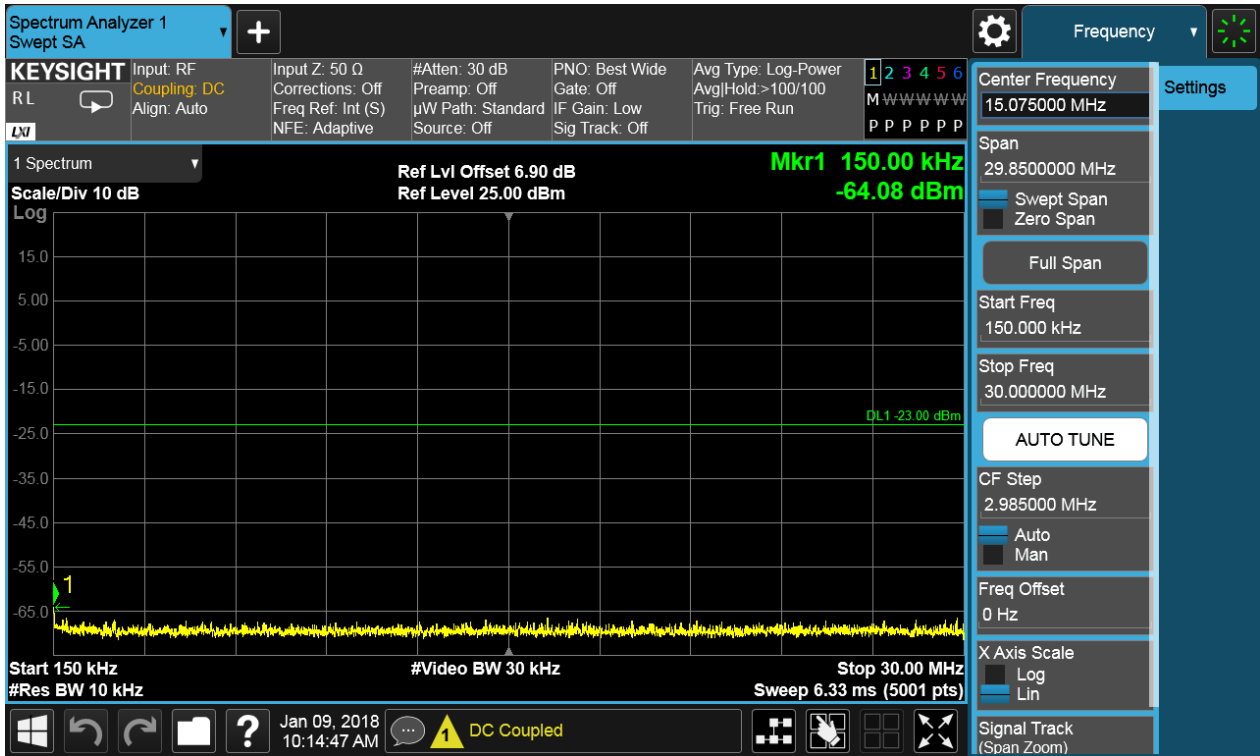 Spectrum Analyzer 1
Swept SA
Frequency
KEYSIGHT
RL
LXI
Input: RF
Coupling: DC
Align: Auto
Input Z: 50 Ω
Corrections: Off
Freq Ref: Int (S)
NFE: Adaptive
#Atten: 30 dB
Preamp: Off
µW Path: Standard
Source: Off
PNO: Best Wide
Gate: Off
IF Gain: Low
Sig Track: Off
Avg Type: Log-Power
Avg|Hold:>100/100
Trig: Free Run
1 2 3 4 5 6
M W W W W W
P P P P P P
1 Spectrum
Scale/Div 10 dB
Log
Ref Lvl Offset 6.90 dB
Ref Level 25.00 dBm
Mkr1 150.00 kHz
-64.08 dBm
15.0
5.00
-5.00
-15.0
DL1 -23.00 dBm
-25.0
-35.0
-45.0
-55.0
1
-65.0
Start 150 kHz
#Video BW 30 kHz
Stop 30.00 MHz
#Res BW 10 kHz
Sweep 6.33 ms (5001 pts)
?
Jan 09, 2018
10:14:47 AM
1
DC Coupled
Center Frequency
15.075000 MHz
Span
29.8500000 MHz
Swept Span
Zero Span
Full Span
Start Freq
150.000 kHz
Stop Freq
30.000000 MHz
AUTO TUNE
CF Step
2.985000 MHz
Auto
Man
Freq Offset
0 Hz
X Axis Scale
Log
Lin
Signal Track
(Span Zoom)
Settings